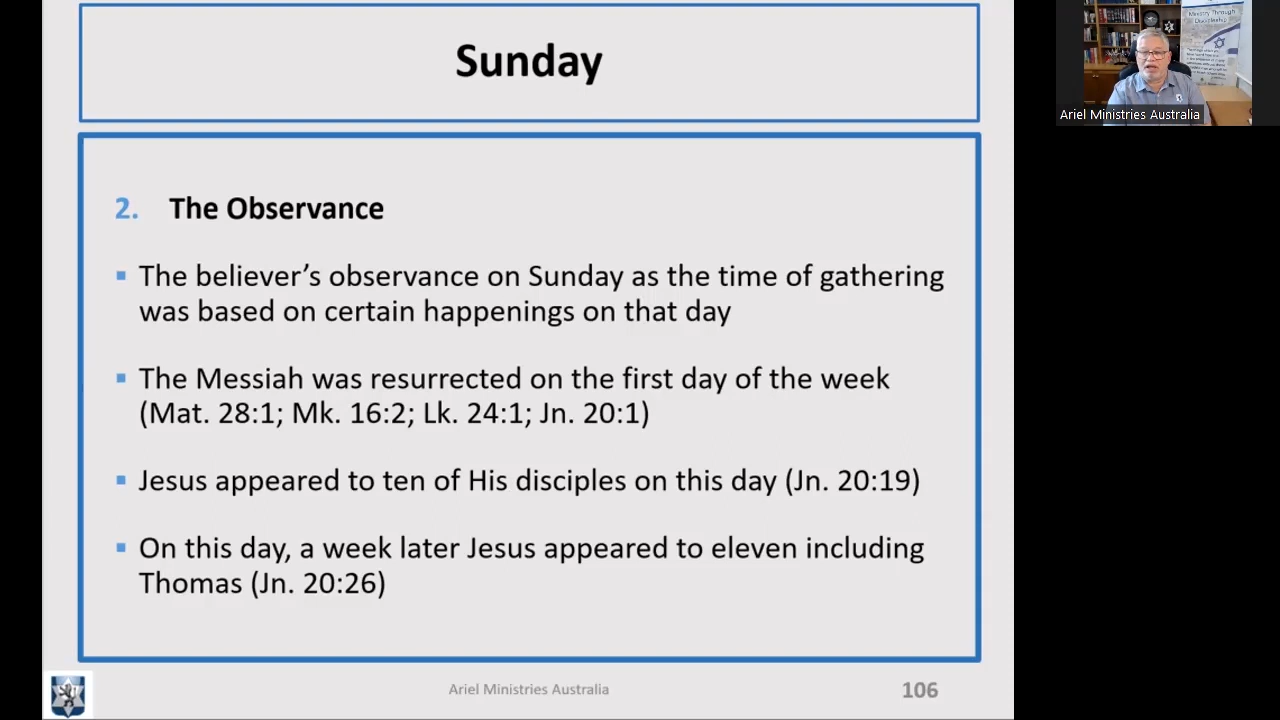 Sunday
2. The Observance
▪ The believer's observance on Sunday as the time of gathering
was based on certain happenings on that day
▪ The Messiah was resurrected on the first day of the week
(Mat. 28:1; Mk. 16:2; Lk. 24:1; Jn. 20:1)
▪ Jesus appeared to ten of His disciples on this day (Jn. 20:19)
▪ On this day, a week later Jesus appeared to eleven including
Thomas (Jn. 20:26)
Ariel Ministries Australia
106
Ministry Through
Discipleship
Ariel Ministries Australia